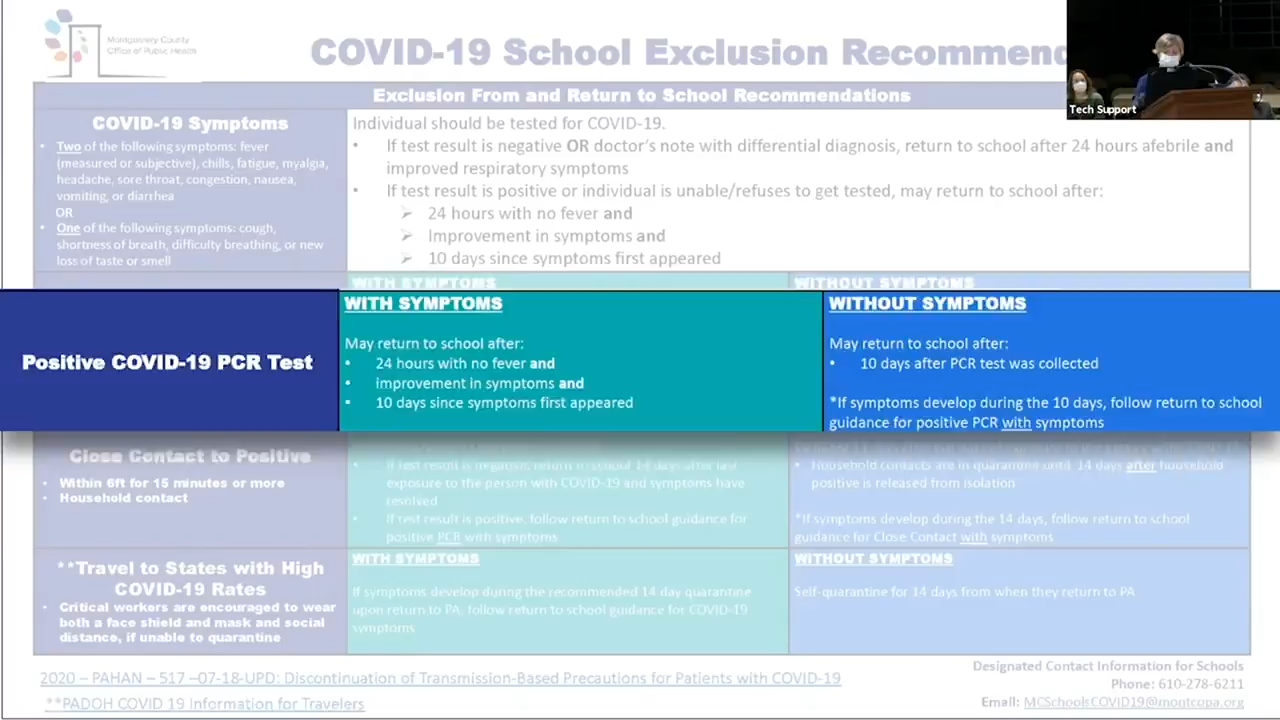 Montgomery County
Office of Public Health
COVID-19 School Exclusion Recommend
Tech Support
Exclusion From and Return to School Recommendations
COVID-19 Symptoms
• Two of the following symptoms: fever
(measured or subjective), chills, fatigue, myalgia,
headache, sore throat, congestion, nausea,
vomiting, or diarrhea
OR
• One of the following symptoms: cough,
shortness of breath, difficulty breathing, or new
loss of taste or smell
Individual should be tested for COVID-19.
• If test result is negative OR doctor's note with differential diagnosis, return to school after 24 hours afebrile and
improved respiratory symptoms
• If test result is positive or individual is unable/refuses to get tested, may return to school after:
➢ 24 hours with no fever and
➢ Improvement in symptoms and
➢ 10 days since symptoms first appeared
WITH SYMPTOMS
WITHOUT SYMPTOMS
Positive COVID-19 PCR Test
WITH SYMPTOMS
May return to school after:
• 24 hours with no fever and
• improvement in symptoms and
• 10 days since symptoms first appeared
WITHOUT SYMPTOMS
May return to school after:
• 10 days after PCR test was collected
*If symptoms develop during the 10 days, follow return to school
guidance for positive PCR with symptoms
Close Contact to Positive
• Within 6ft for 15 minutes or more
• Household contact
• If test result is negative, return to school 14 days after last
exposure to the person with COVID-19 and symptoms have
resolved
• If test result is positive, follow return to school guidance for
positive PCR with symptoms
• Household contacts are in quarantine until 14 days after household
positive is released from isolation
*If symptoms develop during the 14 days, follow return to school
guidance for Close Contact with symptoms
**Travel to States with High
COVID-19 Rates
• Critical workers are encouraged to wear
both a face shield and mask and social
distance, if unable to quarantine
WITH SYMPTOMS
If symptoms develop during the recommended 14 day quarantine
upon return to PA, follow return to school guidance for COVID-19
symptoms
WITHOUT SYMPTOMS
Self-quarantine for 14 days from when they return to PA
2020 – PAHAN – 517 –07-18-UPD: Discontinuation of Transmission-Based Precautions for Patients with COVID-19
**PADOH COVID 19 Information for Travelers
Designated Contact Information for Schools
Phone: 610-278-6211
Email: MCSchoolsCOVID19@montcopa.org